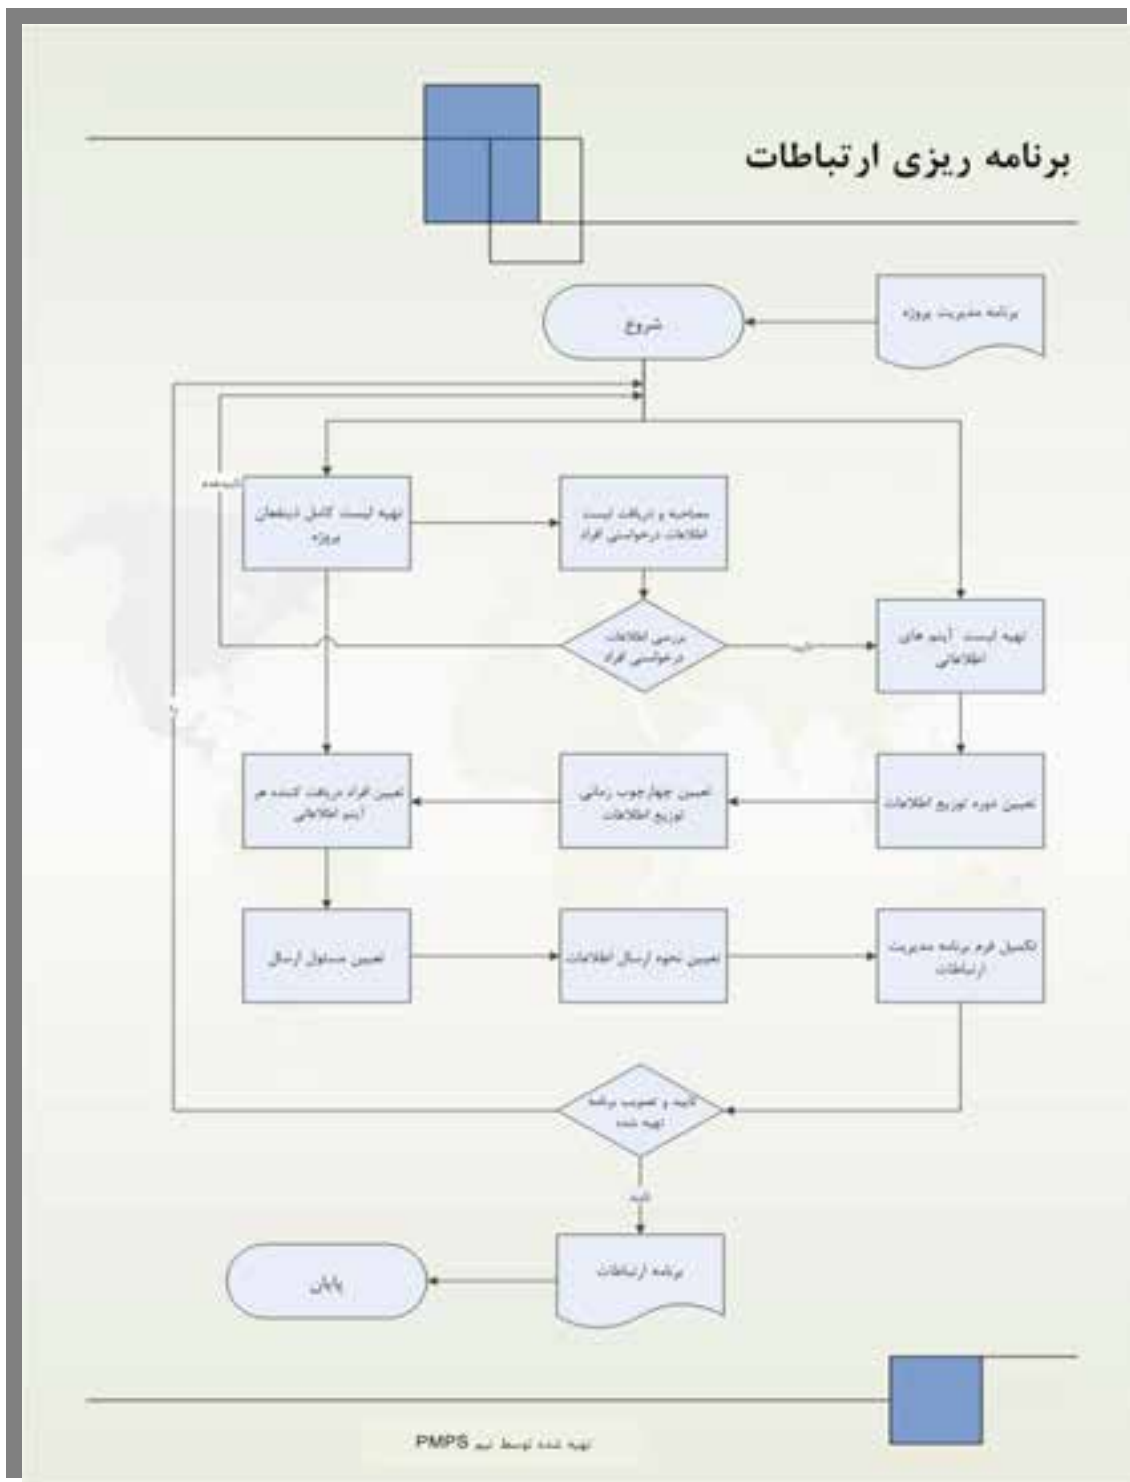 برنامه ریزی ارتباطات
برنامه مدیریت پروژه
شروع
تهیه لیست کامل ذینفعان
پروژه
مصاحبه و دریافت لیست
اطلاعات درخواستی افراد
بررسی اطلاعات
درخواستی افراد
تایید
تهیه لیست آیتم های
اطلاعاتی
تعیین دوره توزیع اطلاعات
تعیین چهارچوب زمانی
توزیع اطلاعات
تعیین افراد دریافت کننده هر
آیتم اطلاعاتی
تعیین مسئول ارسال
تعیین نحوه ارسال اطلاعات
تکمیل فرم برنامه مدیریت
ارتباطات
تایید و تصویب برنامه
تهیه شده
تایید
برنامه ارتباطات
پایان
تهیه شده توسط تیم PMPS